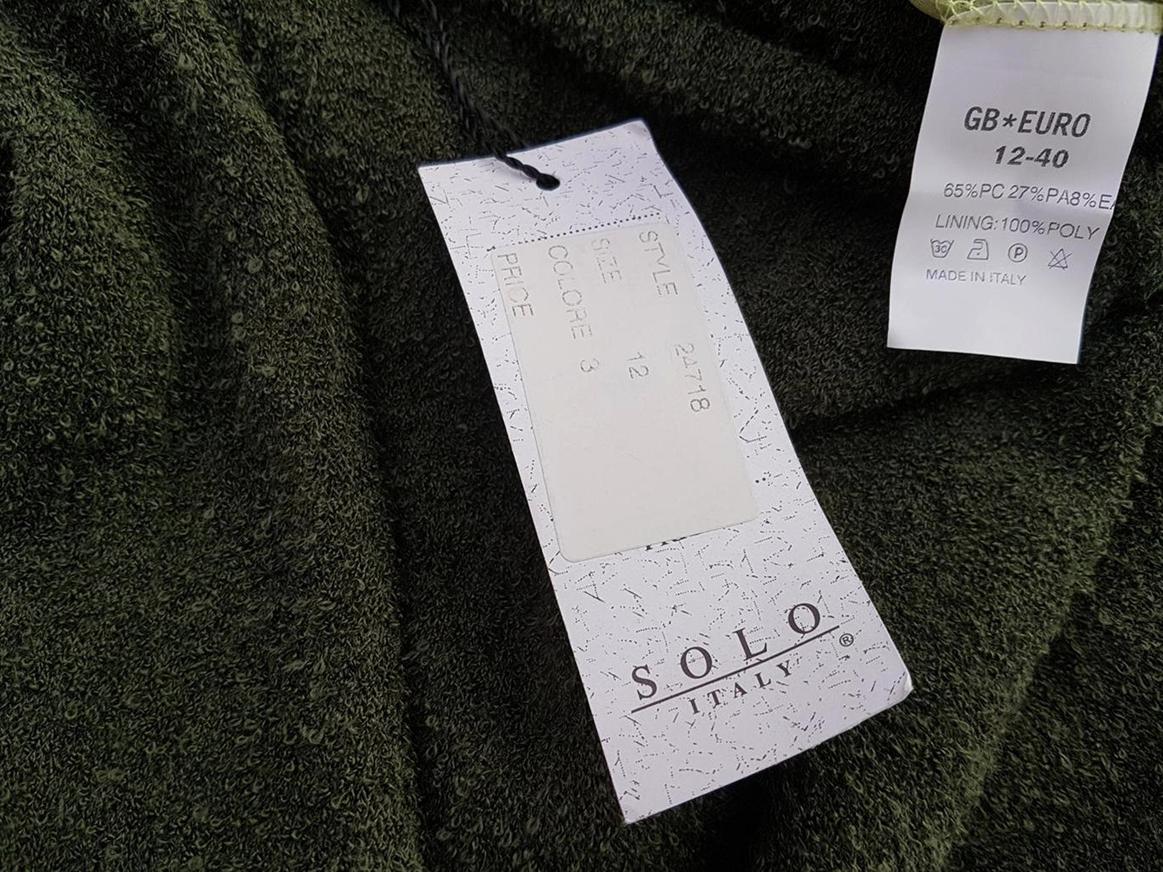 STYLE 24718
SIZE 12
COLORE 3
PRICE
SOLO
ITALY
®
GB*EURO
12-40
65%PC 27%PA8%EA
LINING:100%POLY
30
P
MADE IN ITALY